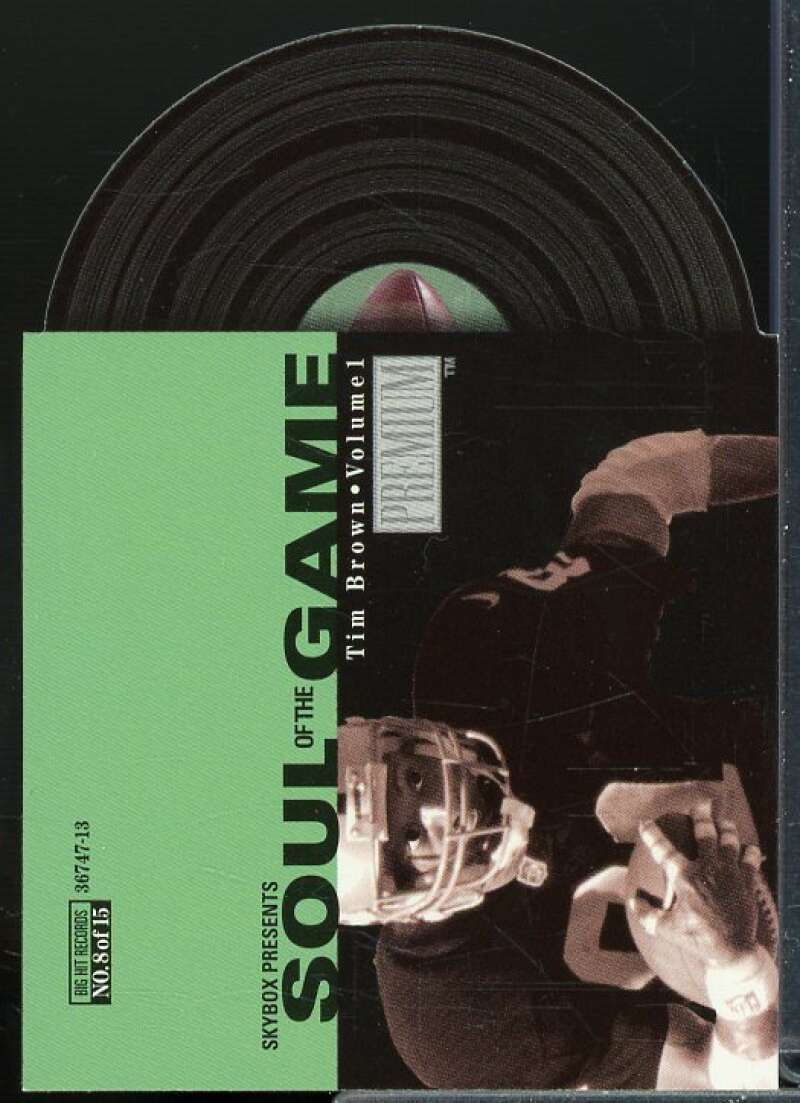 BIG HIT RECORDS
NO. 8 of 15
36747-13
SKYBOX PRESENTS
SOUL OF THE GAME
Tim Brown • Volume 1
PREMIUM
TM